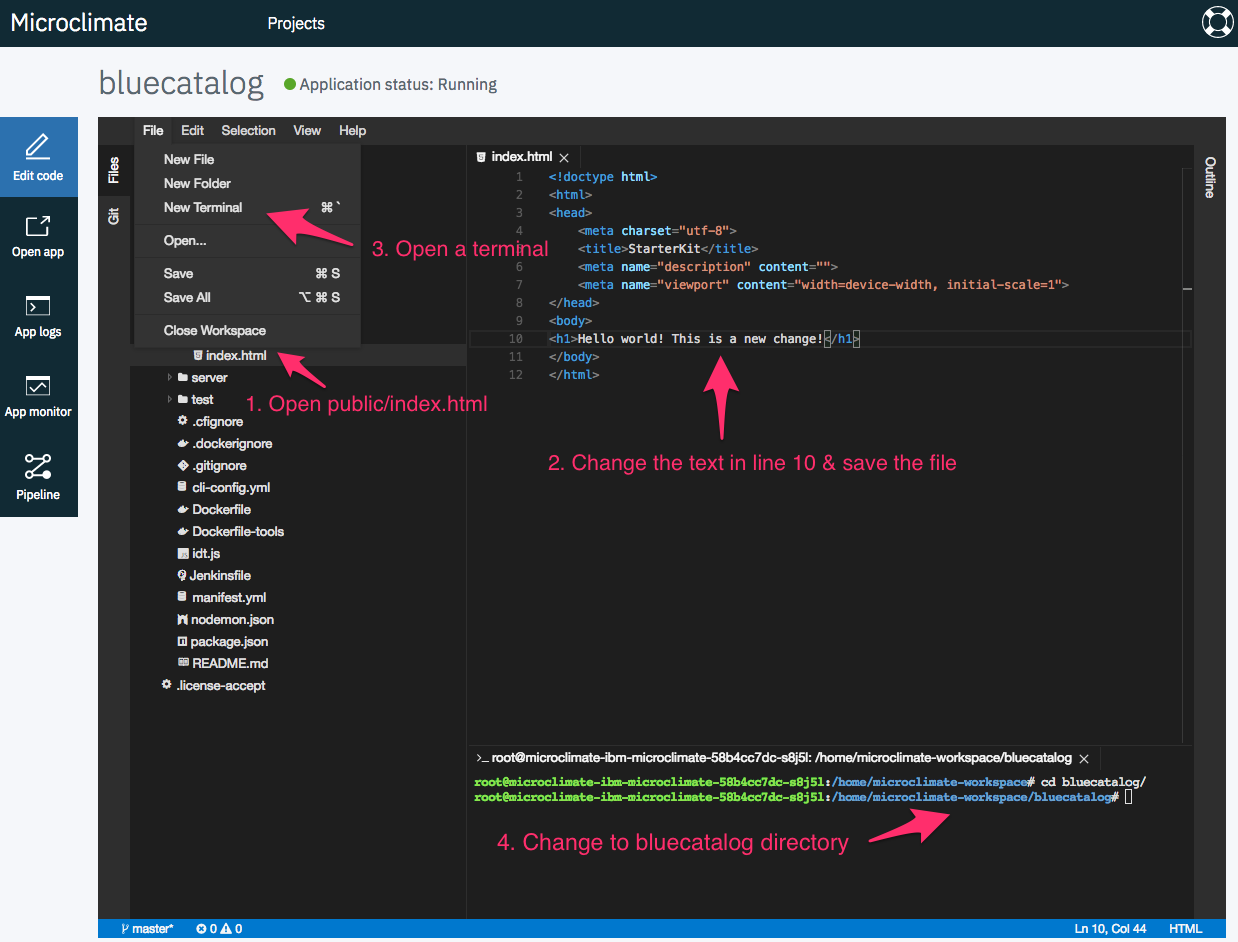 Microclimate Projects
bluecatalog Application status: Running
Edit code
Open app
App logs
App monitor
Pipeline
File Edit Selection View Help
Files
Git
New File
New Folder
New Terminal ⌘ `
Open...
Save ⌘ S
Save All ⌥ ⌘ S
Close Workspace
index.html
server
test
.cfignore
.dockerignore
.gitignore
cli-config.yml
Dockerfile
Dockerfile-tools
idt.js
Jenkinsfile
manifest.yml
nodemon.json
package.json
README.md
.license-accept
index.html
1 <!doctype html>
2 <html>
3 <head>
4 <meta charset="utf-8">
<title>StarterKit</title>
6 <meta name="description" content="">
7 <meta name="viewport" content="width=device-width, initial-scale=1">
8 </head>
9 <body>
10 <h1>Hello world! This is a new change!</h1>
11 </body>
12 </html>
Outline
3. Open a terminal
1. Open public/index.html
2. Change the text in line 10 & save the file
>_ root@microclimate-ibm-microclimate-58b4cc7dc-s8j5l: /home/microclimate-workspace/bluecatalog
root@microclimate-ibm-microclimate-58b4cc7dc-s8j5l:/home/microclimate-workspace# cd bluecatalog/
root@microclimate-ibm-microclimate-58b4cc7dc-s8j5l:/home/microclimate-workspace/bluecatalog#
4. Change to bluecatalog directory
master* 0 0 Ln 10, Col 44 HTML